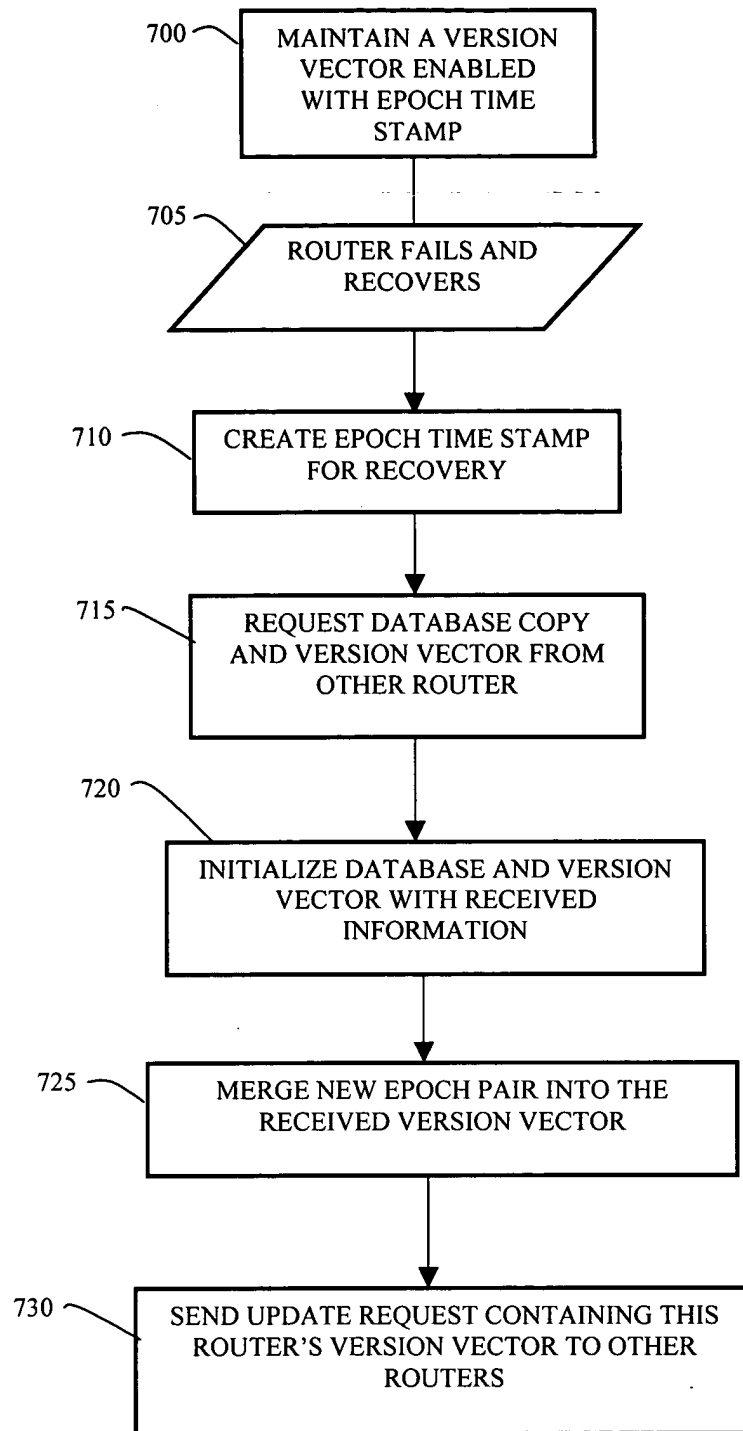 700
MAINTAIN A VERSION
VECTOR ENABLED
WITH EPOCH TIME
STAMP
705
ROUTER FAILS AND
RECOVERS
710
CREATE EPOCH TIME STAMP
FOR RECOVERY
715
REQUEST DATABASE COPY
AND VERSION VECTOR FROM
OTHER ROUTER
720
INITIALIZE DATABASE AND VERSION
VECTOR WITH RECEIVED
INFORMATION
725
MERGE NEW EPOCH PAIR INTO THE
RECEIVED VERSION VECTOR
730
SEND UPDATE REQUEST CONTAINING THIS
ROUTER'S VERSION VECTOR TO OTHER
ROUTERS